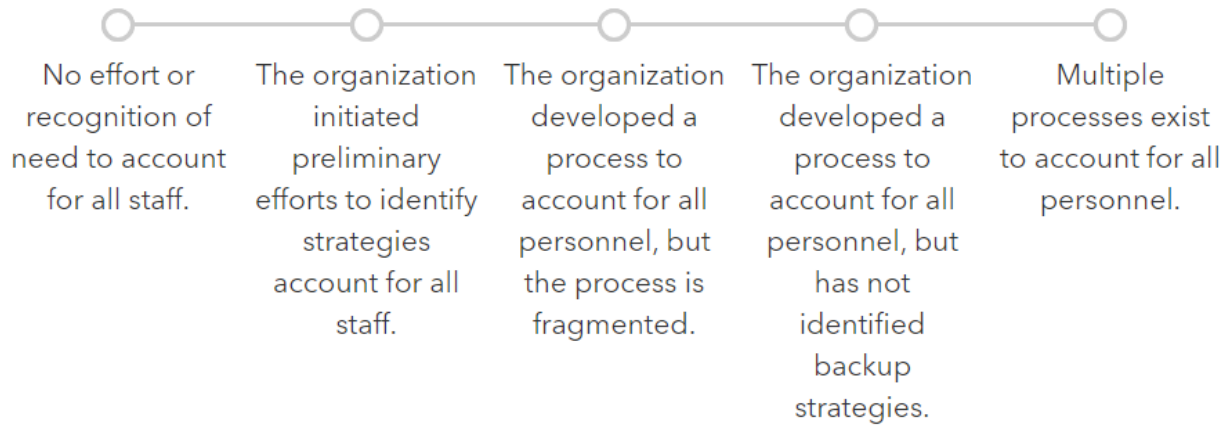 No effort or
recognition of
need to account
for all staff.
The organization
initiated
preliminary
efforts to identify
strategies
account for all
staff.
The organization
developed a
process to
account for all
personnel, but
the process is
fragmented.
The organization
developed a
process to
account for all
personnel, but
has not
identified
backup
strategies.
Multiple
processes exist
to account for all
personnel.